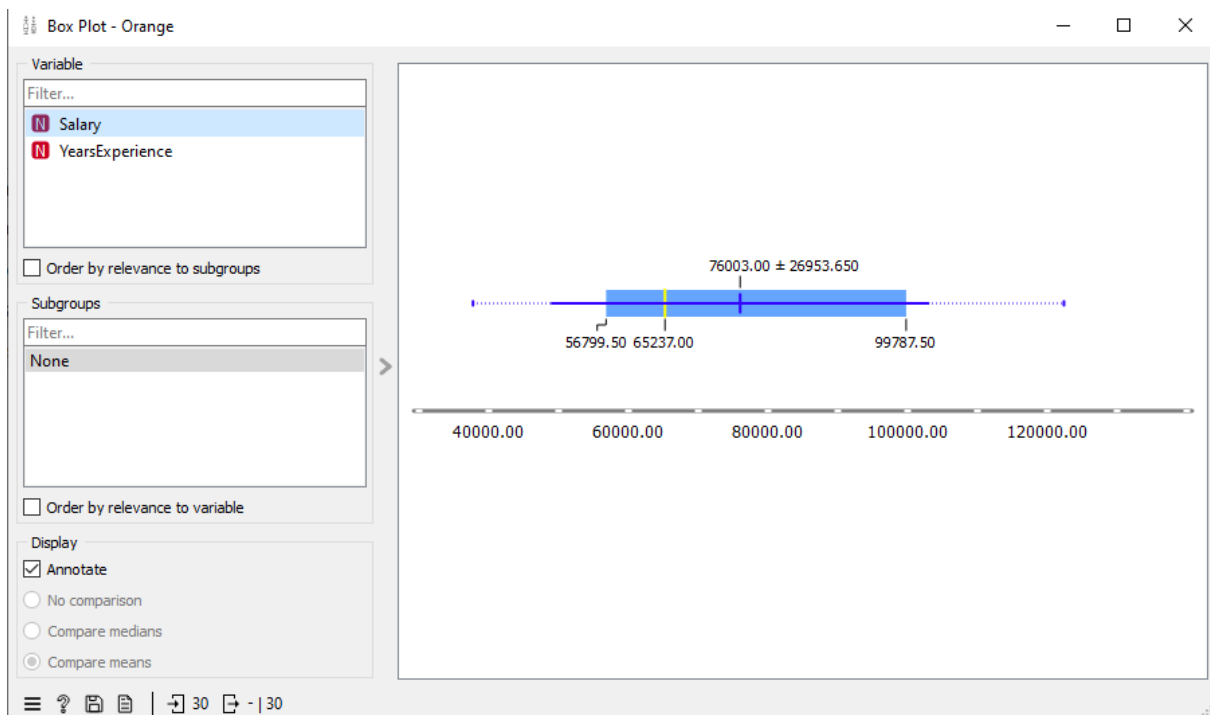 Box Plot - Orange
Variable
Filter...
N Salary
N YearsExperience
Order by relevance to subgroups
Subgroups
Filter...
None
Order by relevance to variable
Display
Annotate
No comparison
Compare medians
Compare means
76003.00 ± 26953.650
56799.50 65237.00 99787.50
40000.00 60000.00 80000.00 100000.00 120000.00
? 30 - | 30